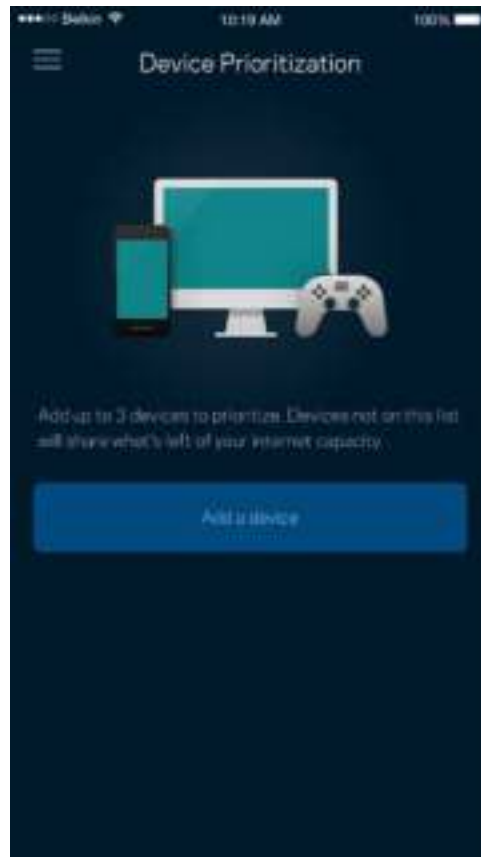 Belkin 10:19 AM 100%
Device Prioritization
Add up to 3 devices to prioritize. Devices not on this list
will share what's left of your internet capacity.
Add a device